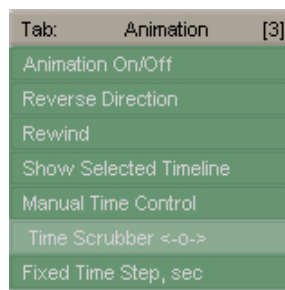 Tab: Animation [3]
Animation On/Off
Reverse Direction
Rewind
Show Selected Timeline
Manual Time Control
Time Scrubber <-o->
Fixed Time Step, sec